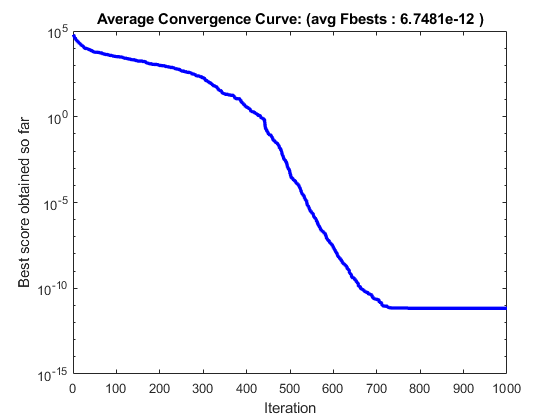 Average Convergence Curve: (avg Fbests : 6.7481e-12 )
Best score obtained so far
10^5
10^0
10^-5
10^-10
10^-15
0 100 200 300 400 500 600 700 800 900 1000
Iteration